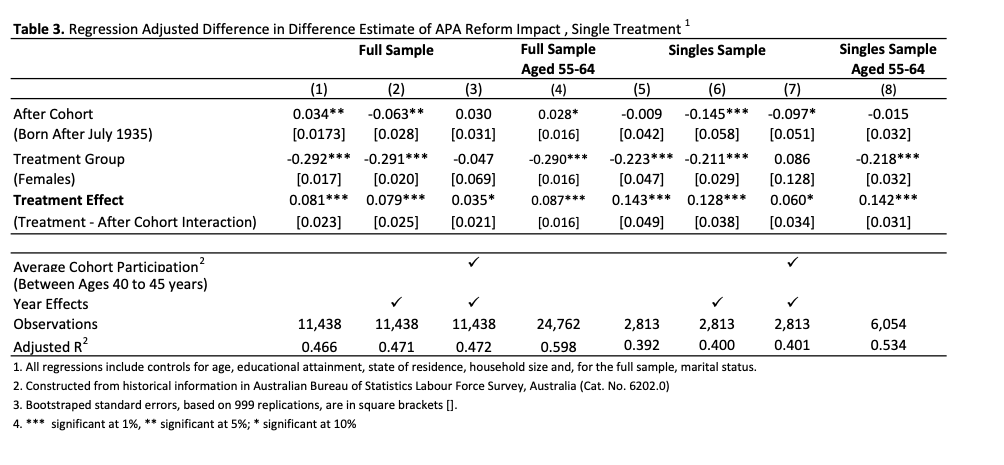 Table 3. Regression Adjusted Difference in Difference Estimate of APA Reform Impact , Single Treatment 1
Full Sample Full Sample Singles Sample Singles Sample
Aged 55-64 Aged 55-64
(1) (2) (3) (4) (5) (6) (7) (8)
After Cohort 0.034** -0.063** 0.030 0.028* -0.009 -0.145*** -0.097* -0.015
(Born After July 1935) [0.0173] [0.028] [0.031] [0.016] [0.042] [0.058] [0.051] [0.032]
Treatment Group -0.292*** -0.291*** -0.047 -0.290*** -0.223*** -0.211*** 0.086 -0.218***
(Females) [0.017] [0.020] [0.069] [0.016] [0.047] [0.029] [0.128] [0.032]
Treatment Effect 0.081*** 0.079*** 0.035* 0.087*** 0.143*** 0.128*** 0.060* 0.142***
(Treatment - After Cohort Interaction) [0.023] [0.025] [0.021] [0.016] [0.049] [0.038] [0.034] [0.031]
Average Cohort Participation2 ✓ ✓
(Between Ages 40 to 45 years)
Year Effects ✓ ✓ ✓ ✓
Observations 11,438 11,438 11,438 24,762 2,813 2,813 2,813 6,054
Adjusted R2 0.466 0.471 0.472 0.598 0.392 0.400 0.401 0.534
1. All regressions include controls for age, educational attainment, state of residence, household size and, for the full sample, marital status.
2. Constructed from historical information in Australian Bureau of Statistics Labour Force Survey, Australia (Cat. No. 6202.0)
3. Bootstraped standard errors, based on 999 replications, are in square brackets [].
4. *** significant at 1%, ** significant at 5%; * significant at 10%